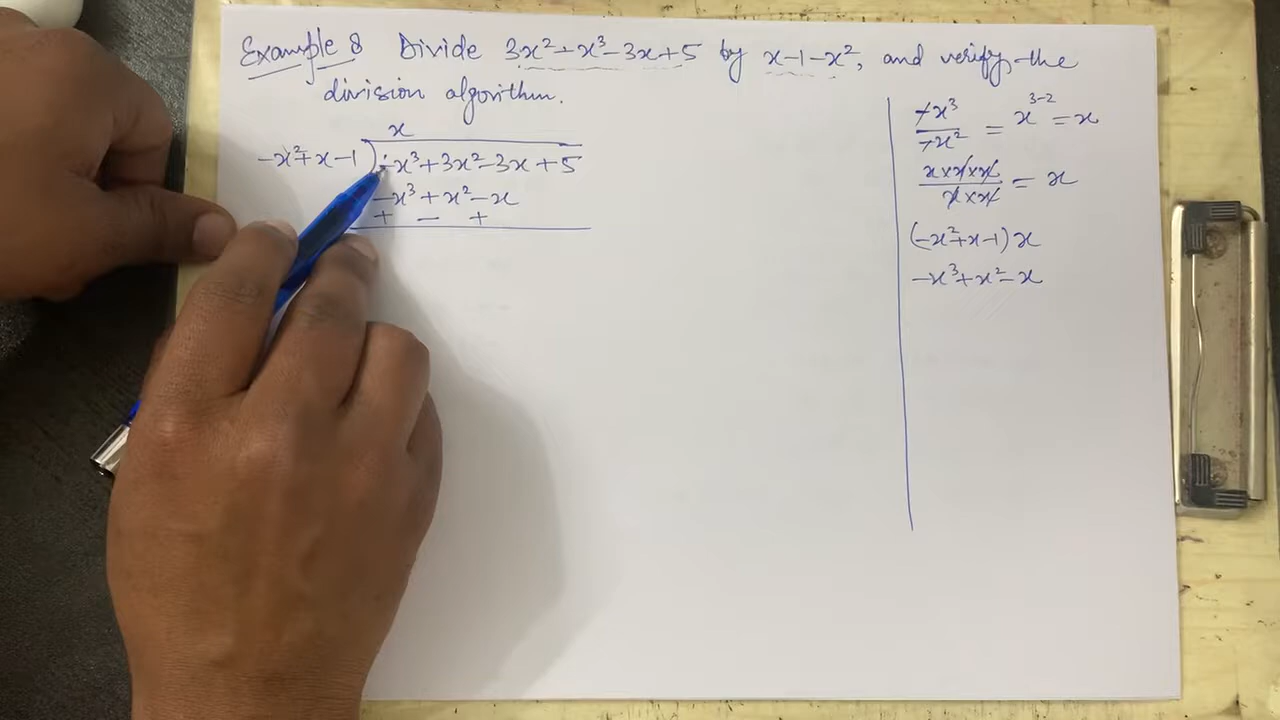 Example 8 Divide 3x² - x³ - 3x + 5 by x - 1 - x², and verify the
division algorithm.
x
-x² + x - 1 ) -x³ + 3x² - 3x + 5
-x³ + x² - x
+ - +
-x³ / -x² = x³⁻² = x
x × x × x / x × x = x
(-x² + x - 1) x
-x³ + x² - x